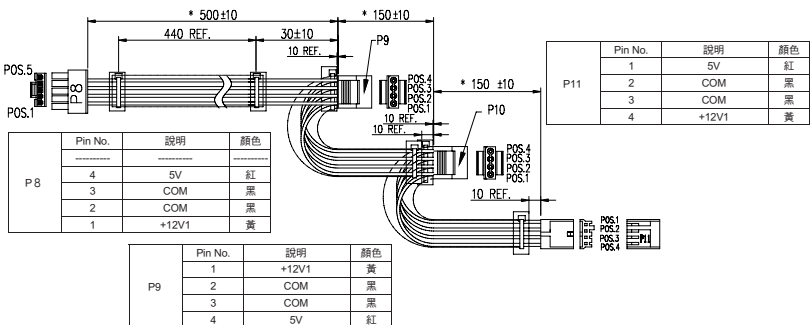 * 500±10
* 150±10
440 REF.
30±10
10 REF.
P9
POS.5
POS.1
P8
POS.4
POS.3
POS.2
POS.1
* 150 ±10
P10
10 REF.
10 REF.
POS.4
POS.3
POS.2
POS.1
10 REF.
POS.1
POS.2
POS.3
POS.4
P11
P11
Pin No. 說明 顏色
1 5V 紅
2 COM 黑
3 COM 黑
4 +12V1 黃
P 8
Pin No. 說明 顏色
---------- ---------- ----------
4 5V 紅
3 COM 黑
2 COM 黑
1 +12V1 黃
P9
Pin No. 說明 顏色
1 +12V1 黃
2 COM 黑
3 COM 黑
4 5V 紅